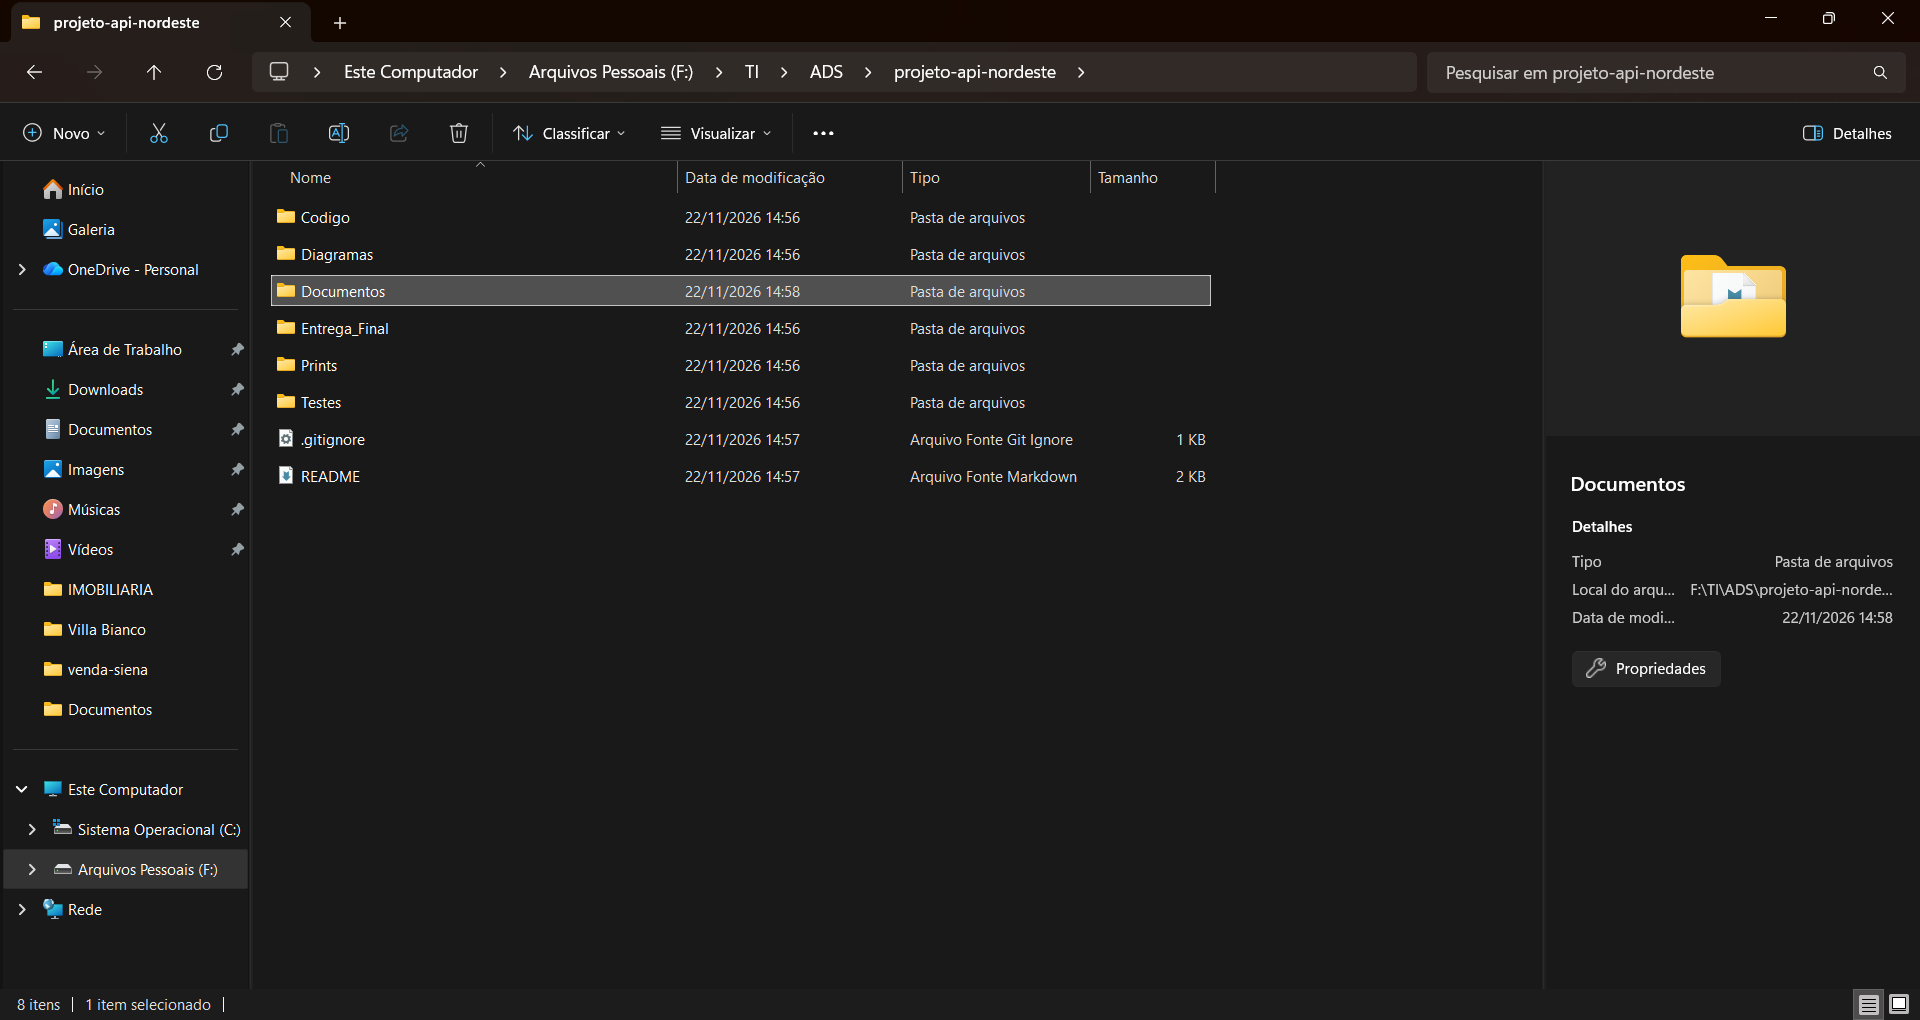 projeto-api-nordeste
Este Computador > Arquivos Pessoais (F:) > TI > ADS > projeto-api-nordeste >
Pesquisar em projeto-api-nordeste
Novo
Classificar
Visualizar
Detalhes
Início
Galeria
OneDrive - Personal
Área de Trabalho
Downloads
Documentos
Imagens
Músicas
Vídeos
IMOBILIARIA
Villa Bianco
venda-siena
Documentos
Este Computador
Sistema Operacional (C:)
Arquivos Pessoais (F:)
Rede
Nome Data de modificação Tipo Tamanho
Codigo 22/11/2026 14:56 Pasta de arquivos
Diagramas 22/11/2026 14:56 Pasta de arquivos
Documentos 22/11/2026 14:58 Pasta de arquivos
Entrega_Final 22/11/2026 14:56 Pasta de arquivos
Prints 22/11/2026 14:56 Pasta de arquivos
Testes 22/11/2026 14:56 Pasta de arquivos
.gitignore 22/11/2026 14:57 Arquivo Fonte Git Ignore 1 KB
README 22/11/2026 14:57 Arquivo Fonte Markdown 2 KB
Documentos
Detalhes
Tipo Pasta de arquivos
Local do arqu... F:\TI\ADS\projeto-api-norde...
Data de modi... 22/11/2026 14:58
Propriedades
8 itens
1 item selecionado